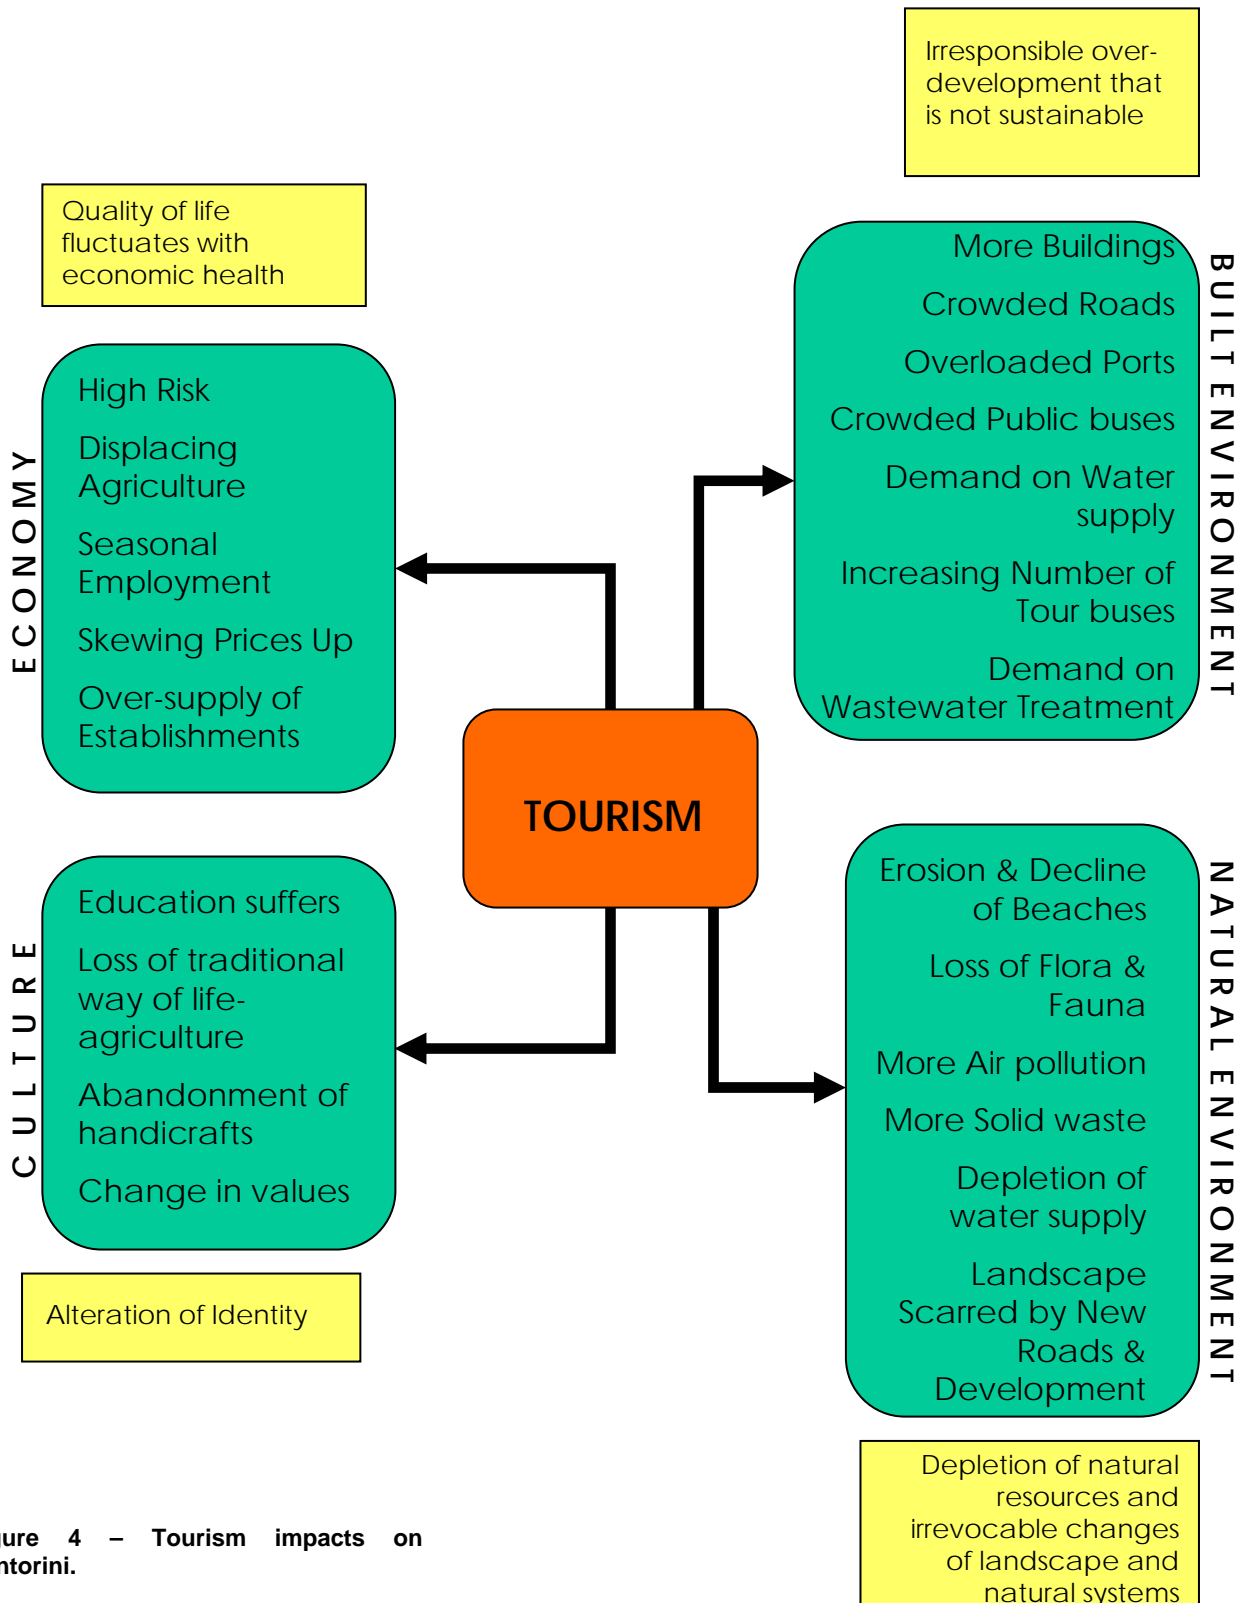 Irresponsible over-
development that
is not sustainable
Quality of life
fluctuates with
economic health
BUILT ENVIRONMENT
More Buildings
Crowded Roads
Overloaded Ports
Crowded Public buses
Demand on Water
supply
Increasing Number of
Tour buses
Demand on
Wastewater Treatment
ECONOMY
High Risk
Displacing
Agriculture
Seasonal
Employment
Skewing Prices Up
Over-supply of
Establishments
TOURISM
CULTURE
Education suffers
Loss of traditional
way of life-
agriculture
Abandonment of
handicrafts
Change in values
Alteration of Identity
NATURAL ENVIRONMENT
Erosion & Decline
of Beaches
Loss of Flora &
Fauna
More Air pollution
More Solid waste
Depletion of
water supply
Landscape
Scarred by New
Roads &
Development
Depletion of natural
resources and
irrevocable changes
of landscape and
natural systems
gure 4 – Tourism impacts on
ntorini.